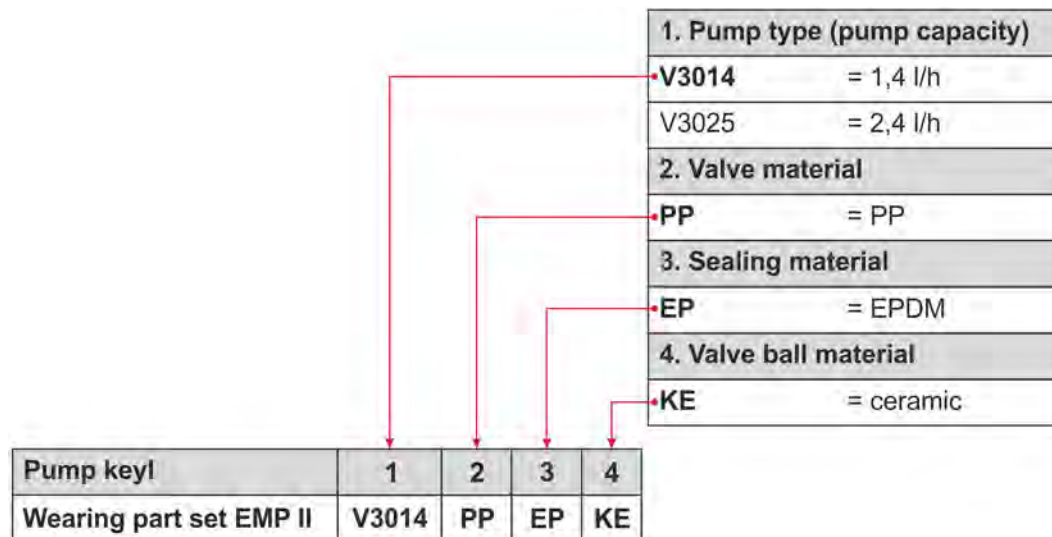 1. Pump type (pump capacity)
V3014 = 1,4 l/h
V3025 = 2,4 l/h
2. Valve material
PP = PP
3. Sealing material
EP = EPDM
4. Valve ball material
KE = ceramic
Pump keyl 1 2 3 4
Wearing part set EMP II V3014 PP EP KE